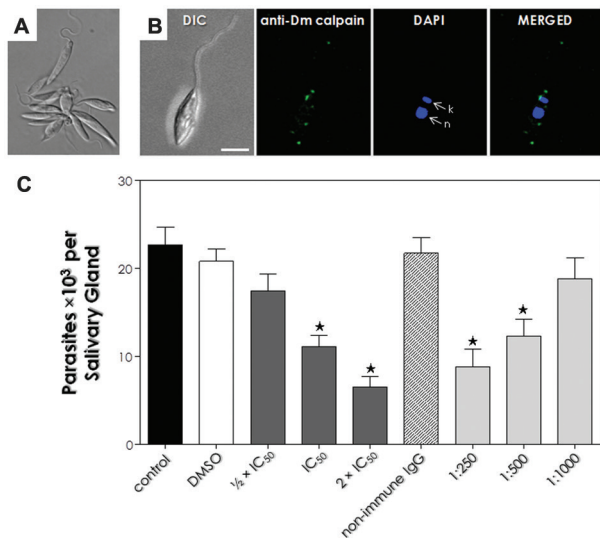 A
B
DIC
anti-Dm calpain
DAPI
MERGED
k
n
C
Parasites ×10³ per
Salivary Gland
30
20
10
0
★
★
★
★
control
DMSO
½ × IC₅₀
IC₅₀
2 × IC₅₀
non-immune IgG
1:250
1:500
1:1000